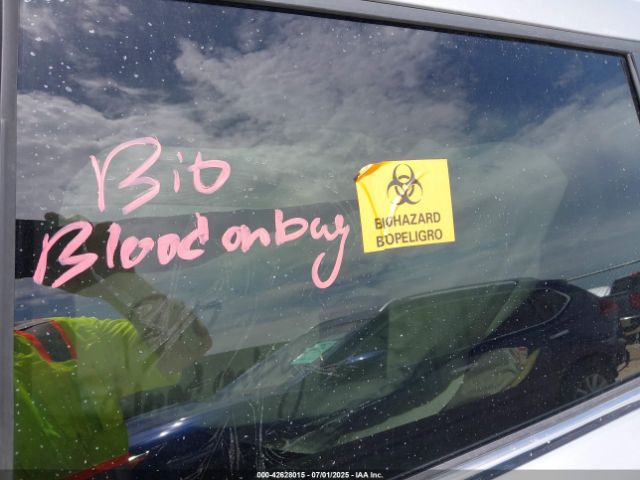 Bio
Blood on bag
BIOHAZARD
BIOPELIGRO
000-42628015 - 07/01/2025 - IAA Inc.